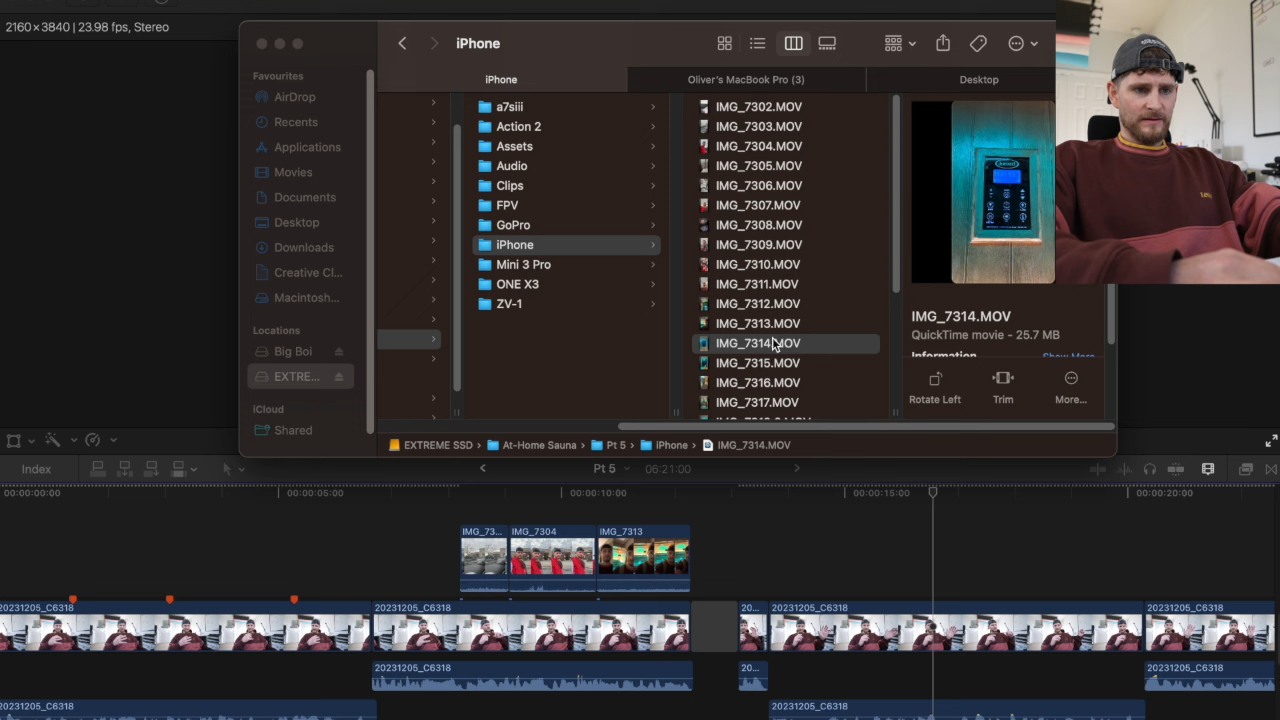 2160×3840 | 23.98 fps, Stereo
iPhone
Favourites
AirDrop
Recents
Applications
Movies
Documents
Desktop
Downloads
Creative Cl...
Macintosh...
Locations
Big Boi
EXTRE...
iCloud
Shared
iPhone
Oliver's MacBook Pro (3)
Desktop
a7siii
Action 2
Assets
Audio
Clips
FPV
GoPro
iPhone
Mini 3 Pro
ONE X3
ZV-1
IMG_7302.MOV
IMG_7303.MOV
IMG_7304.MOV
IMG_7305.MOV
IMG_7306.MOV
IMG_7307.MOV
IMG_7308.MOV
IMG_7309.MOV
IMG_7310.MOV
IMG_7311.MOV
IMG_7312.MOV
IMG_7313.MOV
IMG_7314.MOV
IMG_7315.MOV
IMG_7316.MOV
IMG_7317.MOV
IMG_7314.MOV
QuickTime movie - 25.7 MB
Information
Show More
Rotate Left
Trim
More...
EXTREME SSD › At-Home Sauna › Pt 5 › iPhone › IMG_7314.MOV
Index
Pt 5
06:21:00
00:00:00:00
00:00:05:00
00:00:10:00
00:00:15:00
00:00:20:00
IMG_73...
IMG_7304
IMG_7313
20231205_C6318
20231205_C6318
20...
20231205_C6318
20231205_C6318
20231205_C6318
20...
20231205_C6318
20231205_C6318
20231205_C6318